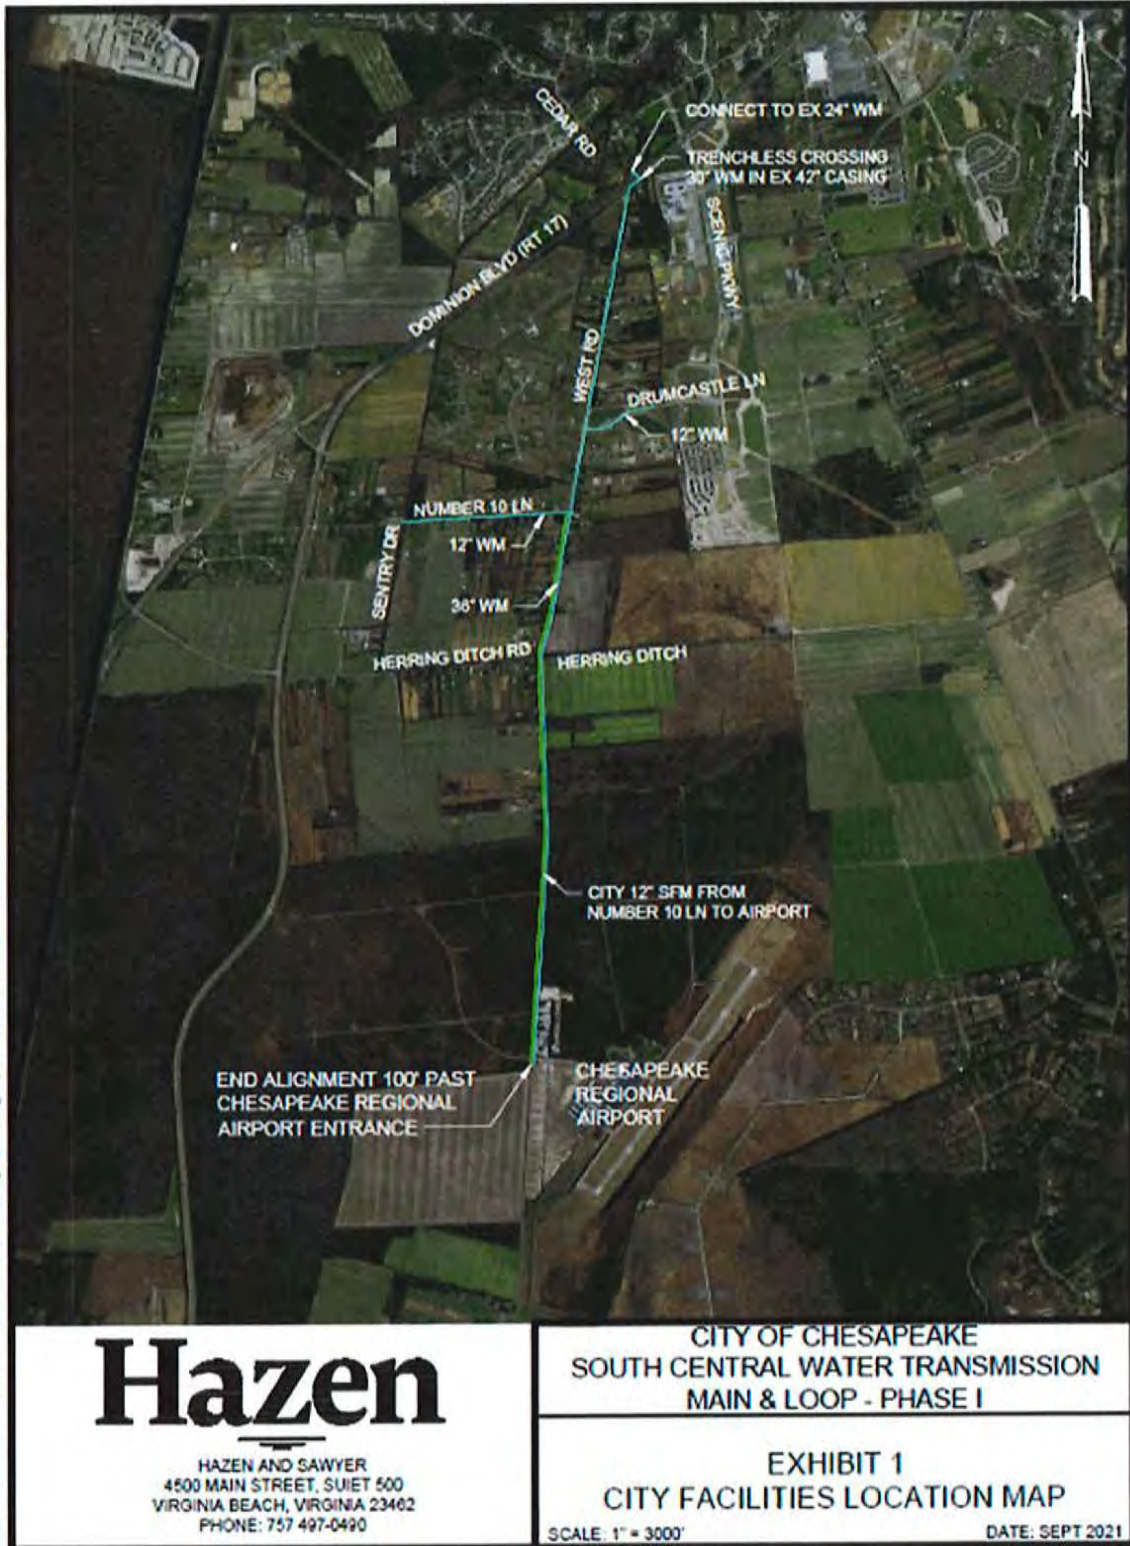 CEDAR RD
CONNECT TO EX 24" WM
TRENCHLESS CROSSING
30" WM IN EX 42" CASING
N
SCENIC PKWY
DOMINION BLVD (RT 17)
WEST RD
DRUMCASTLE LN
12" WM
NUMBER 10 LN
12" WM
SENTRY DR
36" WM
HERRING DITCH RD
HERRING DITCH
CITY 12" SFM FROM
NUMBER 10 LN TO AIRPORT
END ALIGNMENT 100' PAST
CHESAPEAKE REGIONAL
AIRPORT ENTRANCE
CHESAPEAKE
REGIONAL
AIRPORT
Hazen
HAZEN AND SAWYER
4500 MAIN STREET, SUIET 500
VIRGINIA BEACH, VIRGINIA 23462
PHONE: 757 497-0490
CITY OF CHESAPEAKE
SOUTH CENTRAL WATER TRANSMISSION
MAIN & LOOP - PHASE I
EXHIBIT 1
CITY FACILITIES LOCATION MAP
SCALE: 1" = 3000'
DATE: SEPT 2021